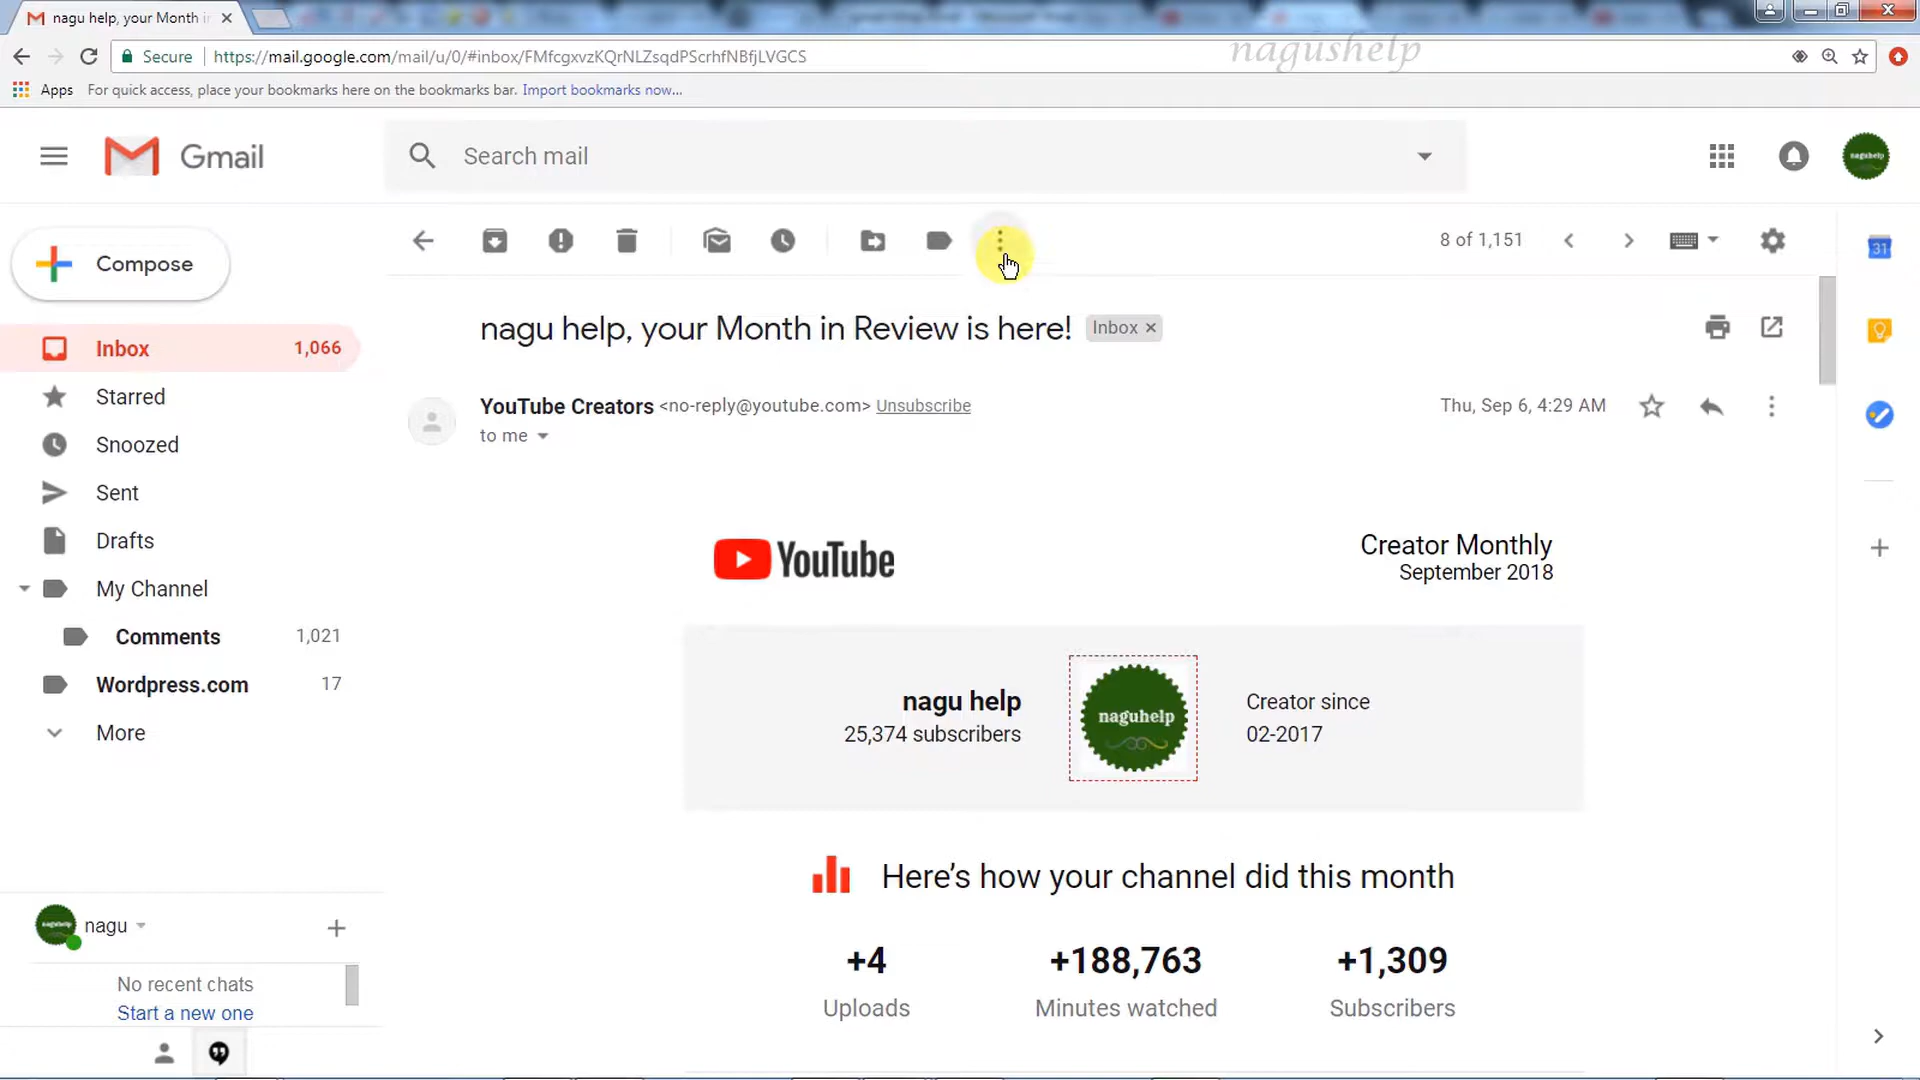 nagu help, your Month in
nagushelp
Secure https://mail.google.com/mail/u/0/#inbox/FMfcgxvzKQrNLZsqdPScrhfNBfjLVGCS
Apps For quick access, place your bookmarks here on the bookmarks bar. Import bookmarks now...
Gmail
Search mail
naguhelp
Compose
8 of 1,151
31
nagu help, your Month in Review is here! Inbox ×
Inbox 1,066
YouTube Creators <no-reply@youtube.com> Unsubscribe
Thu, Sep 6, 4:29 AM
to me
Starred
Snoozed
Sent
Drafts
My Channel
Comments 1,021
Wordpress.com 17
More
YouTube
Creator Monthly
September 2018
nagu help
25,374 subscribers
naguhelp
Creator since
02-2017
Here’s how your channel did this month
+4
Uploads
+188,763
Minutes watched
+1,309
Subscribers
nagu
No recent chats
Start a new one